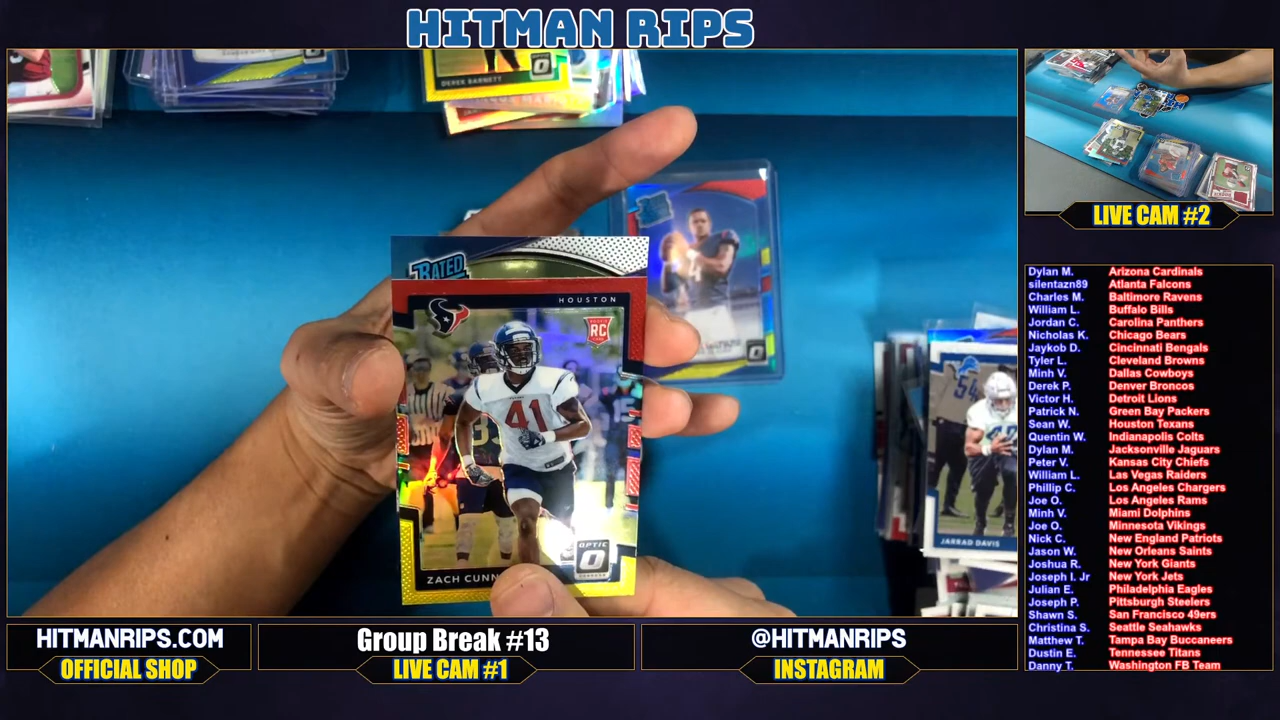 HITMAN RIPS
DEREK BARNETT
RATED
HOUSTON
RC
41
54
OPTIC
ZACH CUNN
JARRAD DAVIS
LIVE CAM #2
Dylan M. Arizona Cardinals
silentazn89 Atlanta Falcons
Charles M. Baltimore Ravens
William L. Buffalo Bills
Jordan C. Carolina Panthers
Nicholas K. Chicago Bears
Jaykob D. Cincinnati Bengals
Tyler L. Cleveland Browns
Minh V. Dallas Cowboys
Derek P. Denver Broncos
Victor H. Detroit Lions
Patrick N. Green Bay Packers
Sean W. Houston Texans
Quentin W. Indianapolis Colts
Dylan M. Jacksonville Jaguars
Peter V. Kansas City Chiefs
William L. Las Vegas Raiders
Phillip C. Los Angeles Chargers
Joe O. Los Angeles Rams
Minh V. Miami Dolphins
Joe O. Minnesota Vikings
Nick C. New England Patriots
Jason W. New Orleans Saints
Joshua R. New York Giants
Joseph I. Jr New York Jets
Julian E. Philadelphia Eagles
Joseph P. Pittsburgh Steelers
Shawn S. San Francisco 49ers
Christina S. Seattle Seahawks
Matthew T. Tampa Bay Buccaneers
Dustin E. Tennessee Titans
Danny T. Washington FB Team
HITMANRIPS.COM
OFFICIAL SHOP
Group Break #13
LIVE CAM #1
@HITMANRIPS
INSTAGRAM